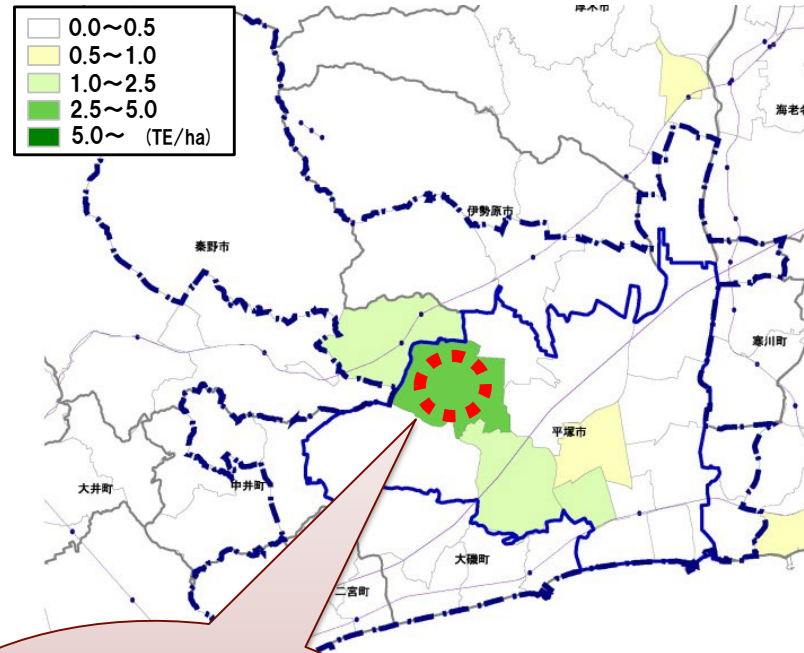 0.0～0.5
0.5～1.0
1.0～2.5
2.5～5.0
5.0～ (TE/ha)
厚木市
海老
伊勢原市
秦野市
寒川町
平塚市
大井町
中井町
大磯町
二宮町